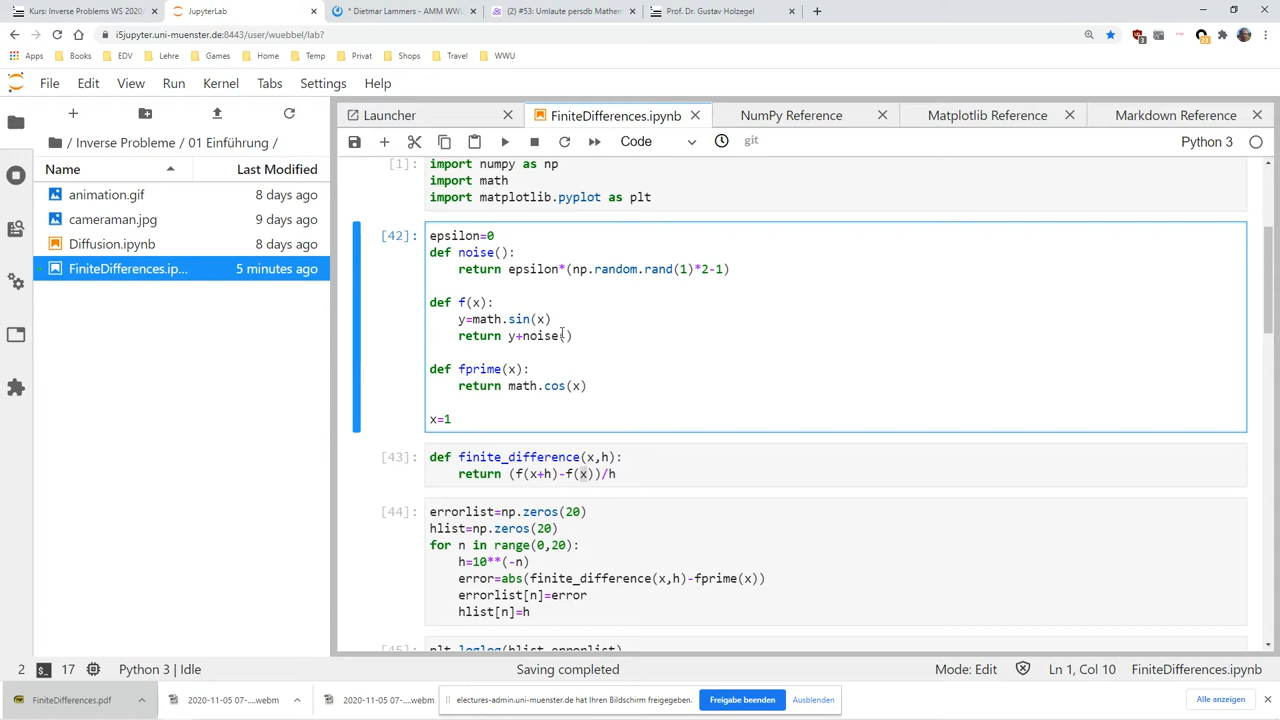 Kurs: Inverse Probleme WS 2020/
JupyterLab
* Dietmar Lammers - AMM WWU
(2) #53: Umlaute persdb Mathem
Prof. Dr. Gustav Holzegel
i5jupyter.uni-muenster.de:8443/user/wuebbel/lab?
Apps
Books
EDV
Lehre
Games
Home
Temp
Privat
Shops
Travel
WWU
File
Edit
View
Run
Kernel
Tabs
Settings
Help
Launcher
FiniteDifferences.ipynb
NumPy Reference
Matplotlib Reference
Markdown Reference
Code
git
Python 3
/ Inverse Probleme / 01 Einführung /
Name
Last Modified
animation.gif
8 days ago
cameraman.jpg
9 days ago
Diffusion.ipynb
8 days ago
FiniteDifferences.ip...
5 minutes ago
[1]:
import numpy as np
import math
import matplotlib.pyplot as plt
[42]:
epsilon=0
def noise():
return epsilon*(np.random.rand(1)*2-1)
def f(x):
y=math.sin(x)
return y+noise()
def fprime(x):
return math.cos(x)
x=1
[43]:
def finite_difference(x,h):
return (f(x+h)-f(x))/h
[44]:
errorlist=np.zeros(20)
hlist=np.zeros(20)
for n in range(0,20):
h=10**(-n)
error=abs(finite_difference(x,h)-fprime(x))
errorlist[n]=error
hlist[n]=h
[45]:
plt.loglog(hlist,errorlist)
2
17
Python 3 | Idle
Saving completed
Mode: Edit
Ln 1, Col 10
FiniteDifferences.ipynb
FiniteDifferences.pdf
2020-11-05 07-....webm
2020-11-05 07-....webm
electures-admin.uni-muenster.de hat Ihren Bildschirm freigegeben.
Freigabe beenden
Ausblenden
Alle anzeigen